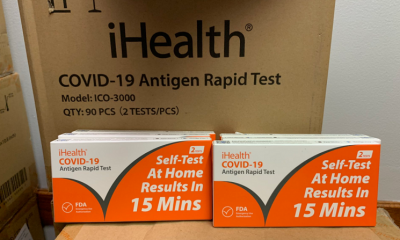 iHealth®
COVID-19 Antigen Rapid Test
Model: ICO-3000
QTY: 90 PCS (2 TESTS/PCS)
iHealth®
COVID-19
Antigen Rapid Test
FDA
2
Self-Test
At Home
Results In
15 Mins
iHealth®
COVID-19
Antigen Rapid Test
FDA
2
Self-Test
At Home
Results In
15 Mins